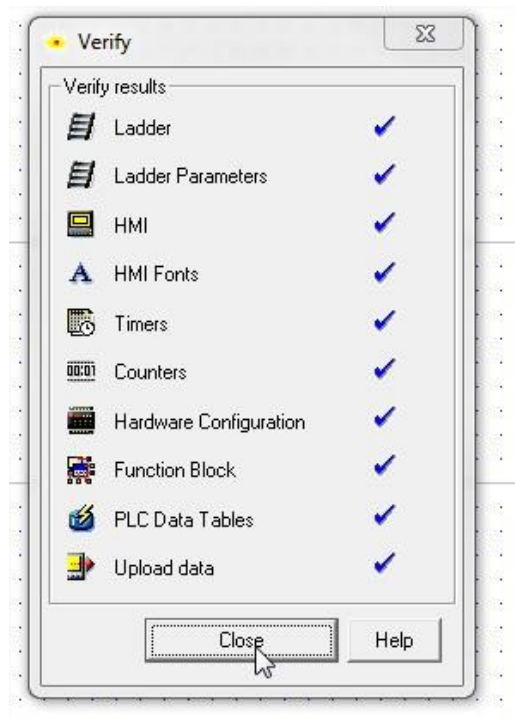 Verify
Verify results
Ladder
Ladder Parameters
HMI
A HMI Fonts
Timers
00:01 Counters
Hardware Configuration
Function Block
PLC Data Tables
Upload data
Close Help